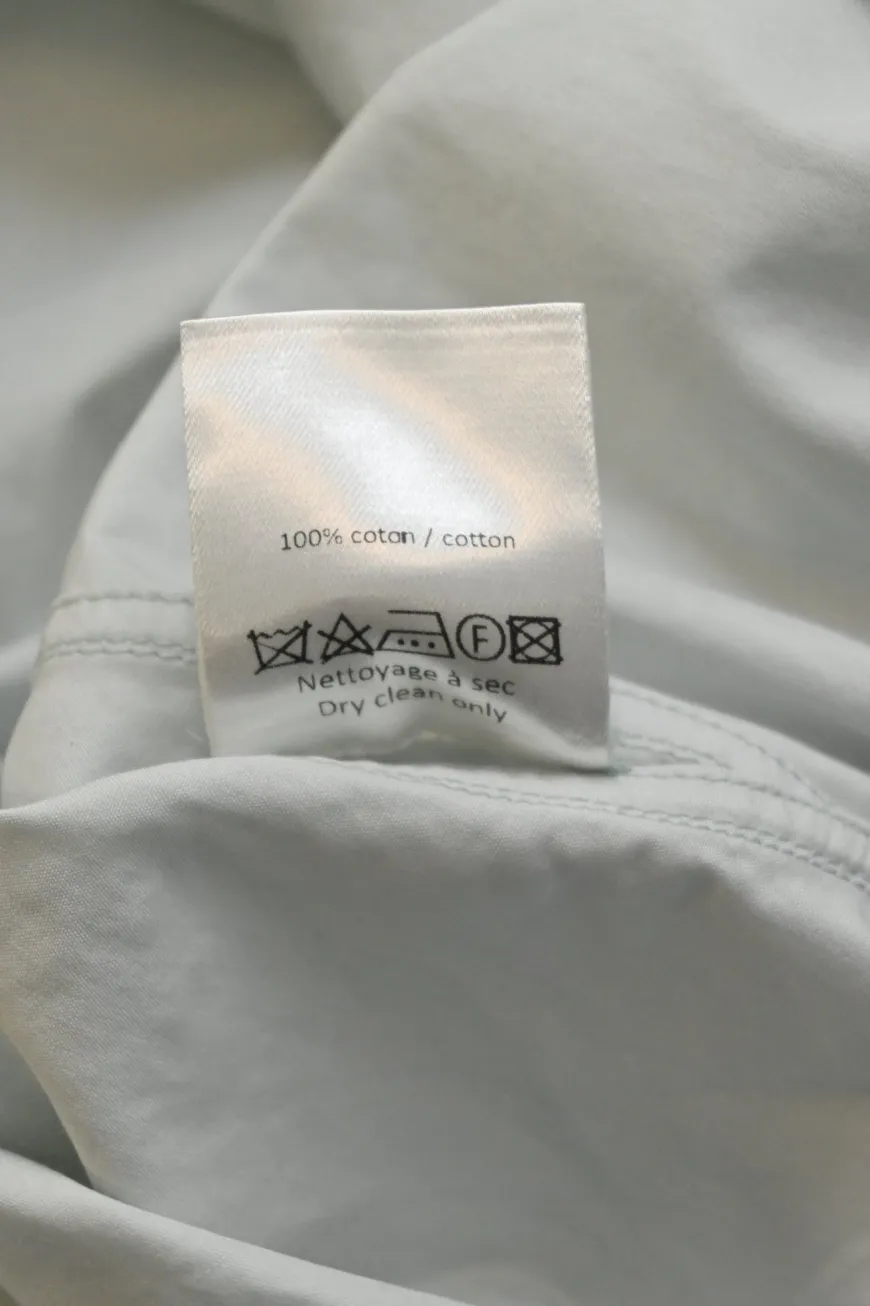 100% coton / cotton
F
Nettoyage à sec
Dry clean only